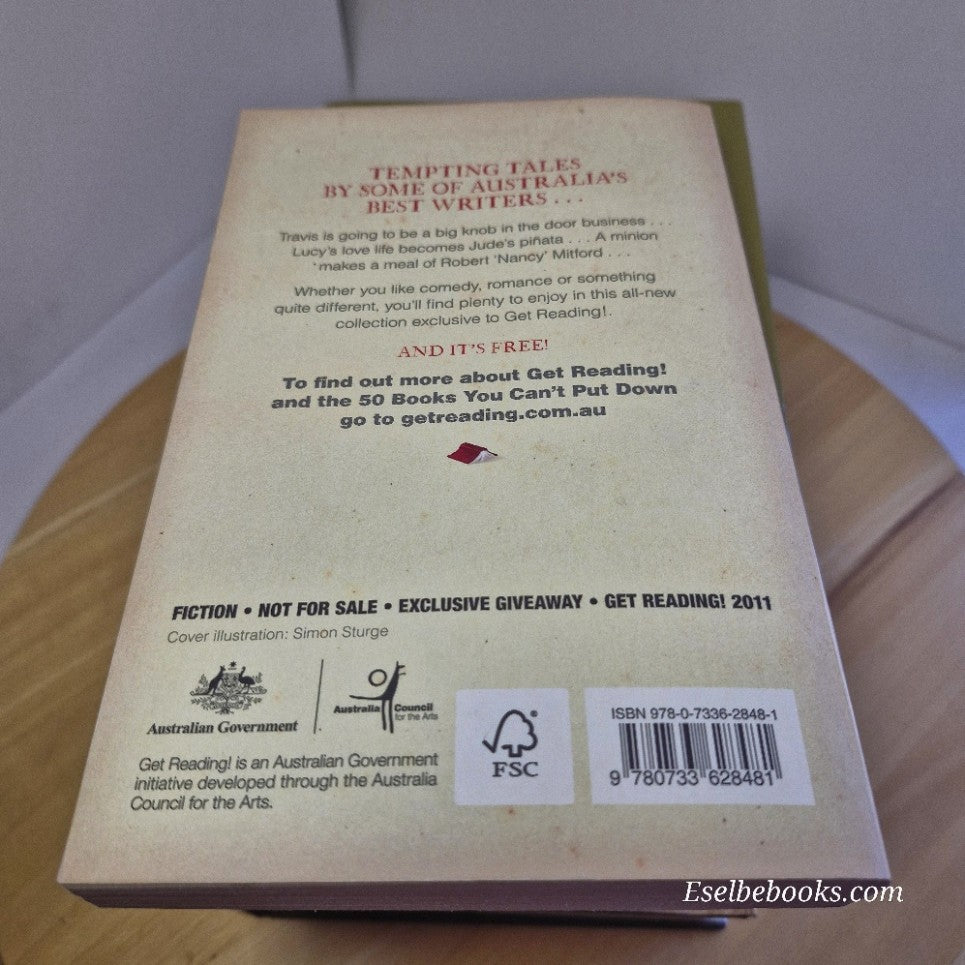 TEMPTING TALES
BY SOME OF AUSTRALIA'S
BEST WRITERS . . .
Travis is going to be a big knob in the door business . . .
Lucy's love life becomes Jude's piñata . . . A minion
makes a meal of Robert 'Nancy' Mitford . . .
Whether you like comedy, romance or something
quite different, you'll find plenty to enjoy in this all-new
collection exclusive to Get Reading!.
AND IT'S FREE!
To find out more about Get Reading!
and the 50 Books You Can't Put Down
go to getreading.com.au
FICTION • NOT FOR SALE • EXCLUSIVE GIVEAWAY • GET READING! 2011
Cover illustration: Simon Sturge
Australian Government
Australia Council
for the Arts
Get Reading! is an Australian Government
initiative developed through the Australia
Council for the Arts.
FSC
ISBN 978-0-7336-2848-1
9 780733 628481
Eselbebooks.com